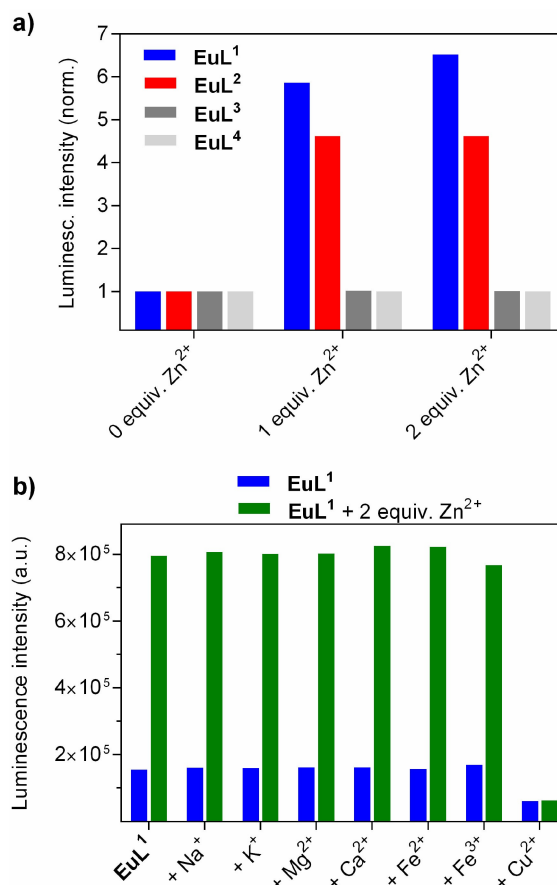 a)
Luminesc. intensity (norm.)
7
6
5
4
3
2
1
EuL¹
EuL²
EuL³
EuL⁴
0 equiv. Zn²⁺
1 equiv. Zn²⁺
2 equiv. Zn²⁺
b)
EuL¹
EuL¹ + 2 equiv. Zn²⁺
Luminescence intensity (a.u.)
8×10⁵
6×10⁵
4×10⁵
2×10⁵
EuL¹
+ Na⁺
+ K⁺
+ Mg²⁺
+ Ca²⁺
+ Fe²⁺
+ Fe³⁺
+ Cu²⁺